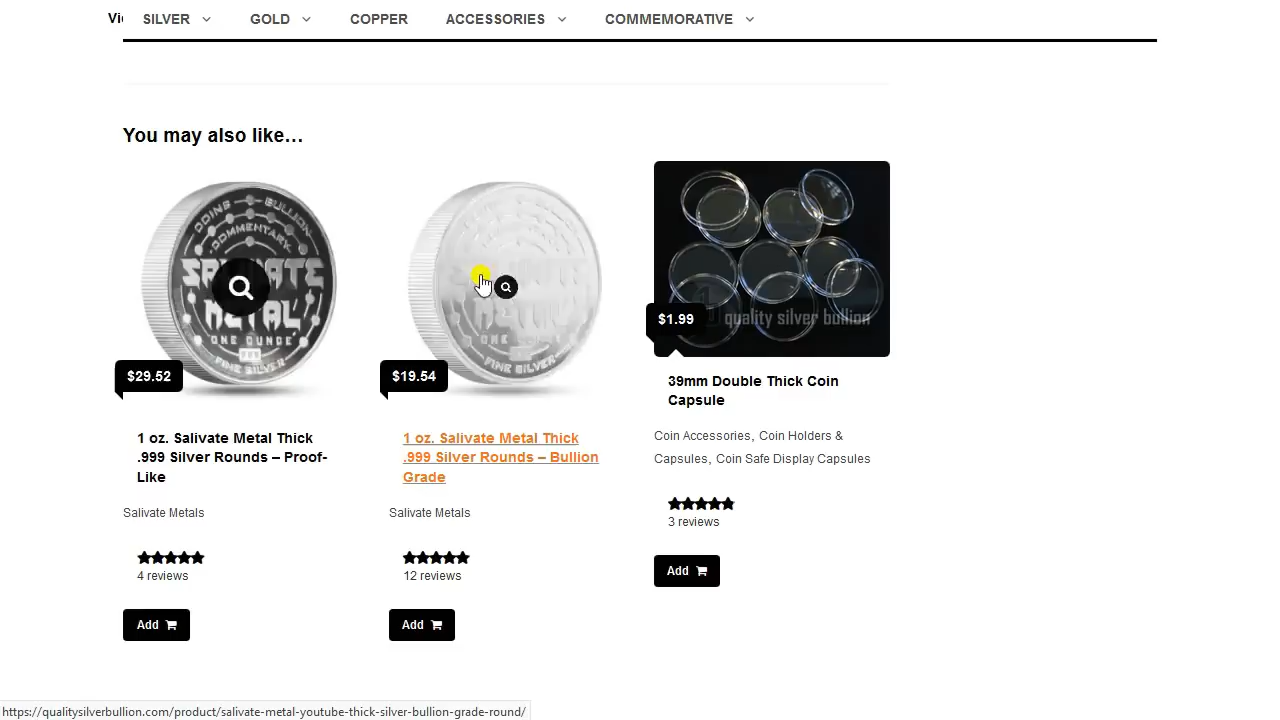 Vi
SILVER
GOLD
COPPER
ACCESSORIES
COMMEMORATIVE
You may also like…
COINS BULLION
COMMENTARY
SALIVATE
METAL
ONE OUNCE
999
FINE SILVER
$29.52
1 oz. Salivate Metal Thick
.999 Silver Rounds – Proof-
Like
Salivate Metals
4 reviews
Add
FINE SILVER
$19.54
1 oz. Salivate Metal Thick
.999 Silver Rounds – Bullion
Grade
Salivate Metals
12 reviews
Add
quality silver bullion
$1.99
39mm Double Thick Coin
Capsule
Coin Accessories, Coin Holders &
Capsules, Coin Safe Display Capsules
3 reviews
Add
https://qualitysilverbullion.com/product/salivate-metal-youtube-thick-silver-bullion-grade-round/